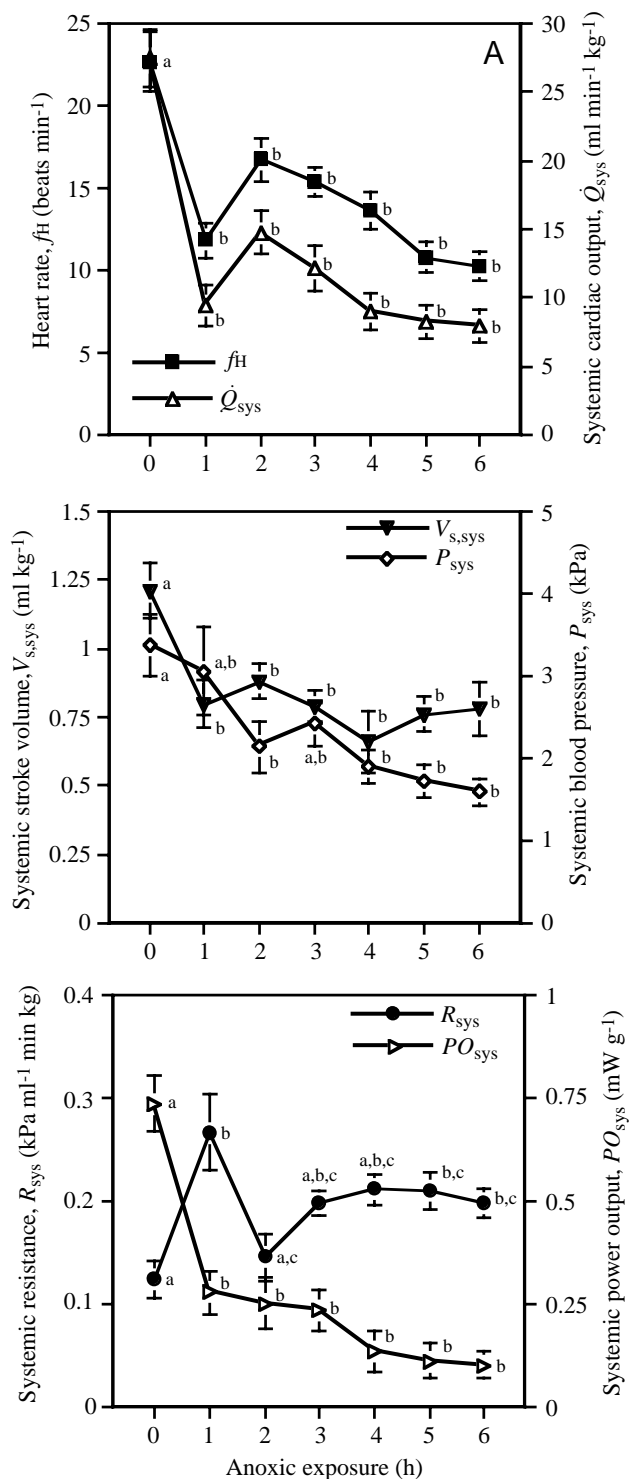 A
25
20
15
10
5
0
Heart rate, fH (beats min-1)
30
25
20
15
10
5
0
Systemic cardiac output, Q̇sys (ml min-1 kg-1)
a
b
b
b
b
b
b
b
b
b
b
b
b
fH
Q̇sys
0 1 2 3 4 5 6
1.5
1.25
1
0.75
0.5
0.25
0
Systemic stroke volume, Vs,sys (ml kg-1)
5
4
3
2
1
0
Systemic blood pressure, Psys (kPa)
Vs,sys
Psys
a
a
a,b
b
b
b
b
a,b
b
b
b
b
b
b
0 1 2 3 4 5 6
0.4
0.3
0.2
0.1
0
Systemic resistance, Rsys (kPa ml-1 min kg)
1
0.75
0.5
0.25
0
Systemic power output, POsys (mW g-1)
Rsys
POsys
a
a
b
b
a,c
b
a,b,c
b
a,b,c
b
b,c
b
b,c
b
0 1 2 3 4 5 6
Anoxic exposure (h)